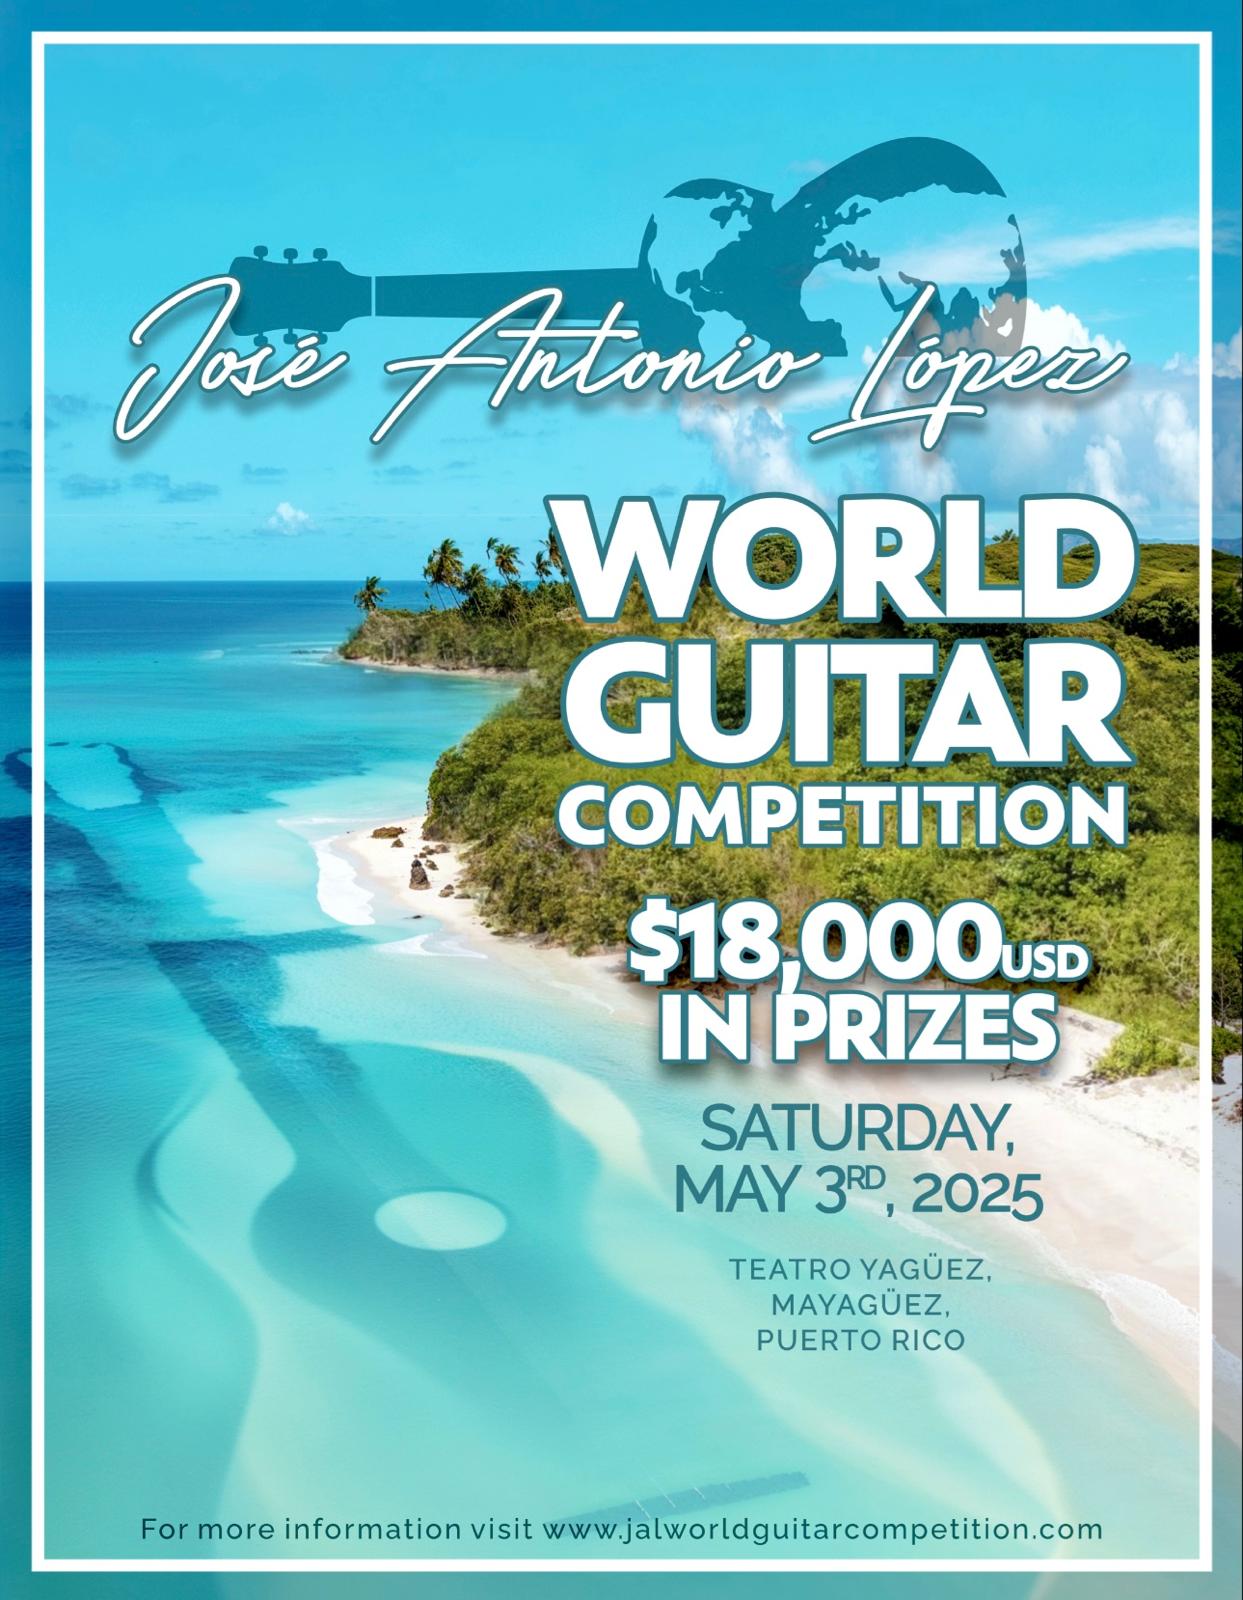 José Antonio López
WORLD
GUITAR
COMPETITION
$18,000USD
IN PRIZES
SATURDAY,
MAY 3RD, 2025
TEATRO YAGÜEZ,
MAYAGÜEZ,
PUERTO RICO
For more information visit www.jalworldguitarcompetition.com